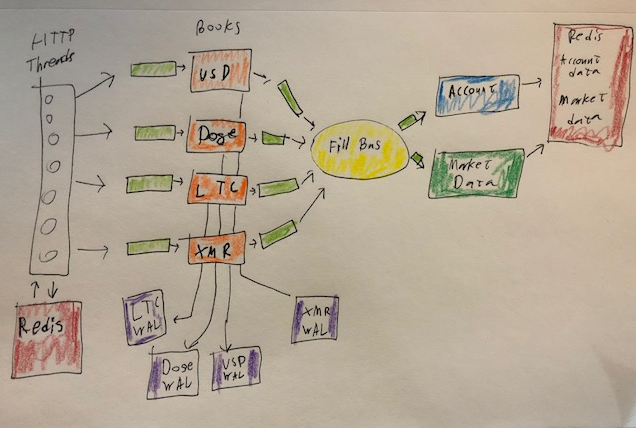 HTTP
Threads
Books
USD
Doge
LTC
XMR
Fill Bus
Account
Market
Data
Redis
Account
data
Market
data
Redis
LTC
WAL
Doge
WAL
USD
WAL
XMR
WAL